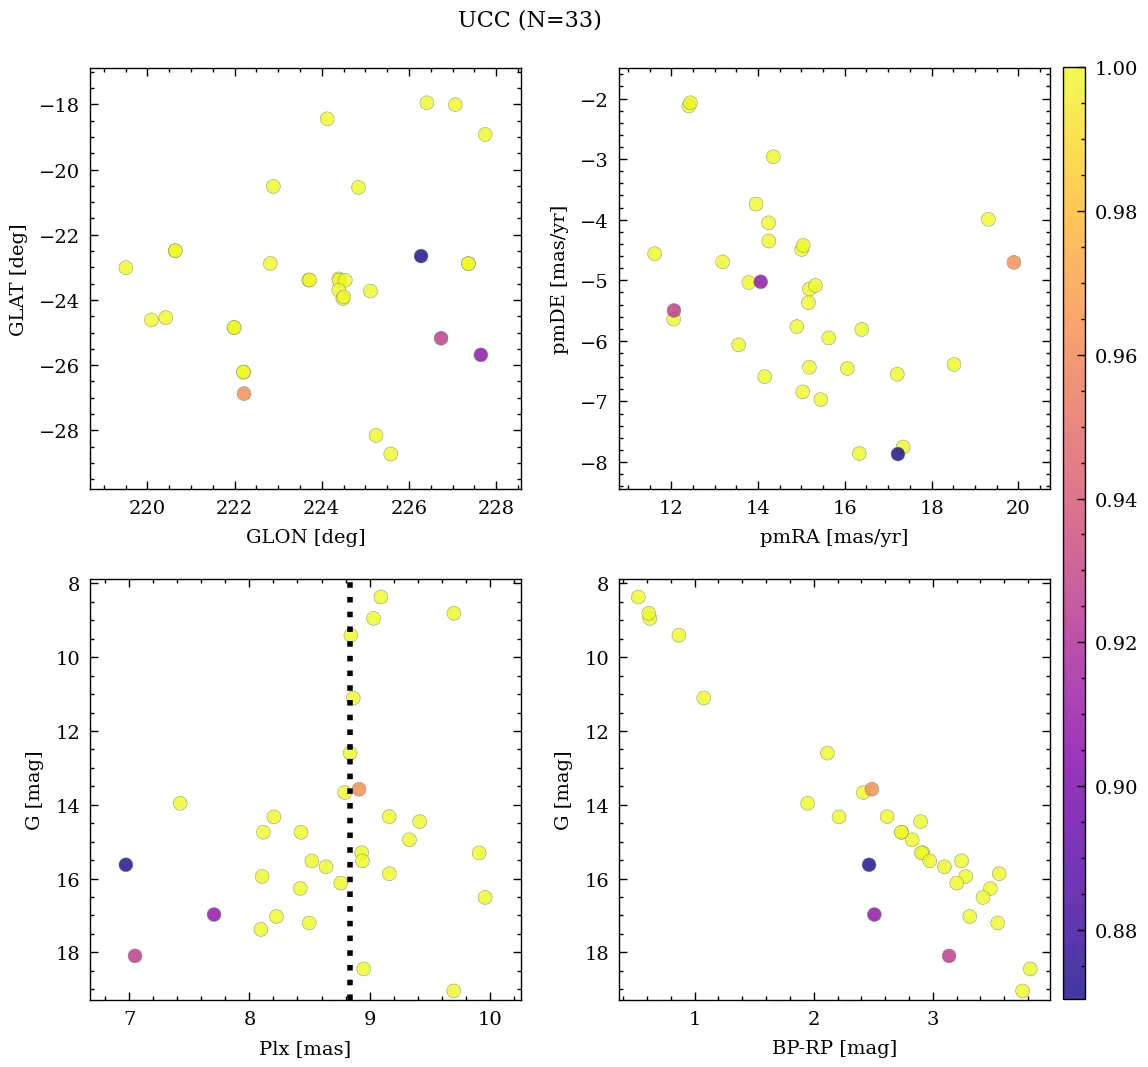 UCC (N=33)
−18
−20
−22
−24
−26
−28
GLAT [deg]
220 222 224 226 228
GLON [deg]
−2
−3
−4
−5
−6
−7
−8
pmDE [mas/yr]
12 14 16 18 20
pmRA [mas/yr]
8
10
12
14
16
18
G [mag]
7 8 9 10
Plx [mas]
8
10
12
14
16
18
G [mag]
1 2 3
BP-RP [mag]
1.00
0.98
0.96
0.94
0.92
0.90
0.88